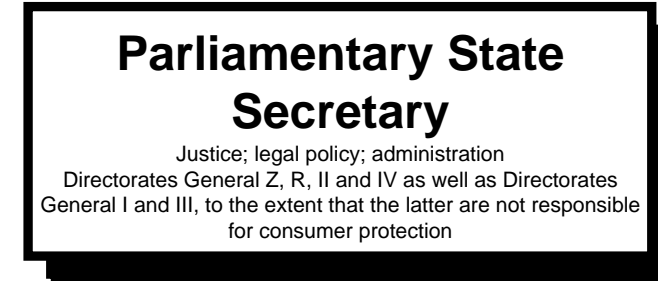 Parliamentary State
Secretary
Justice; legal policy; administration
Directorates General Z, R, II and IV as well as Directorates
General I and III, to the extent that the latter are not responsible
for consumer protection